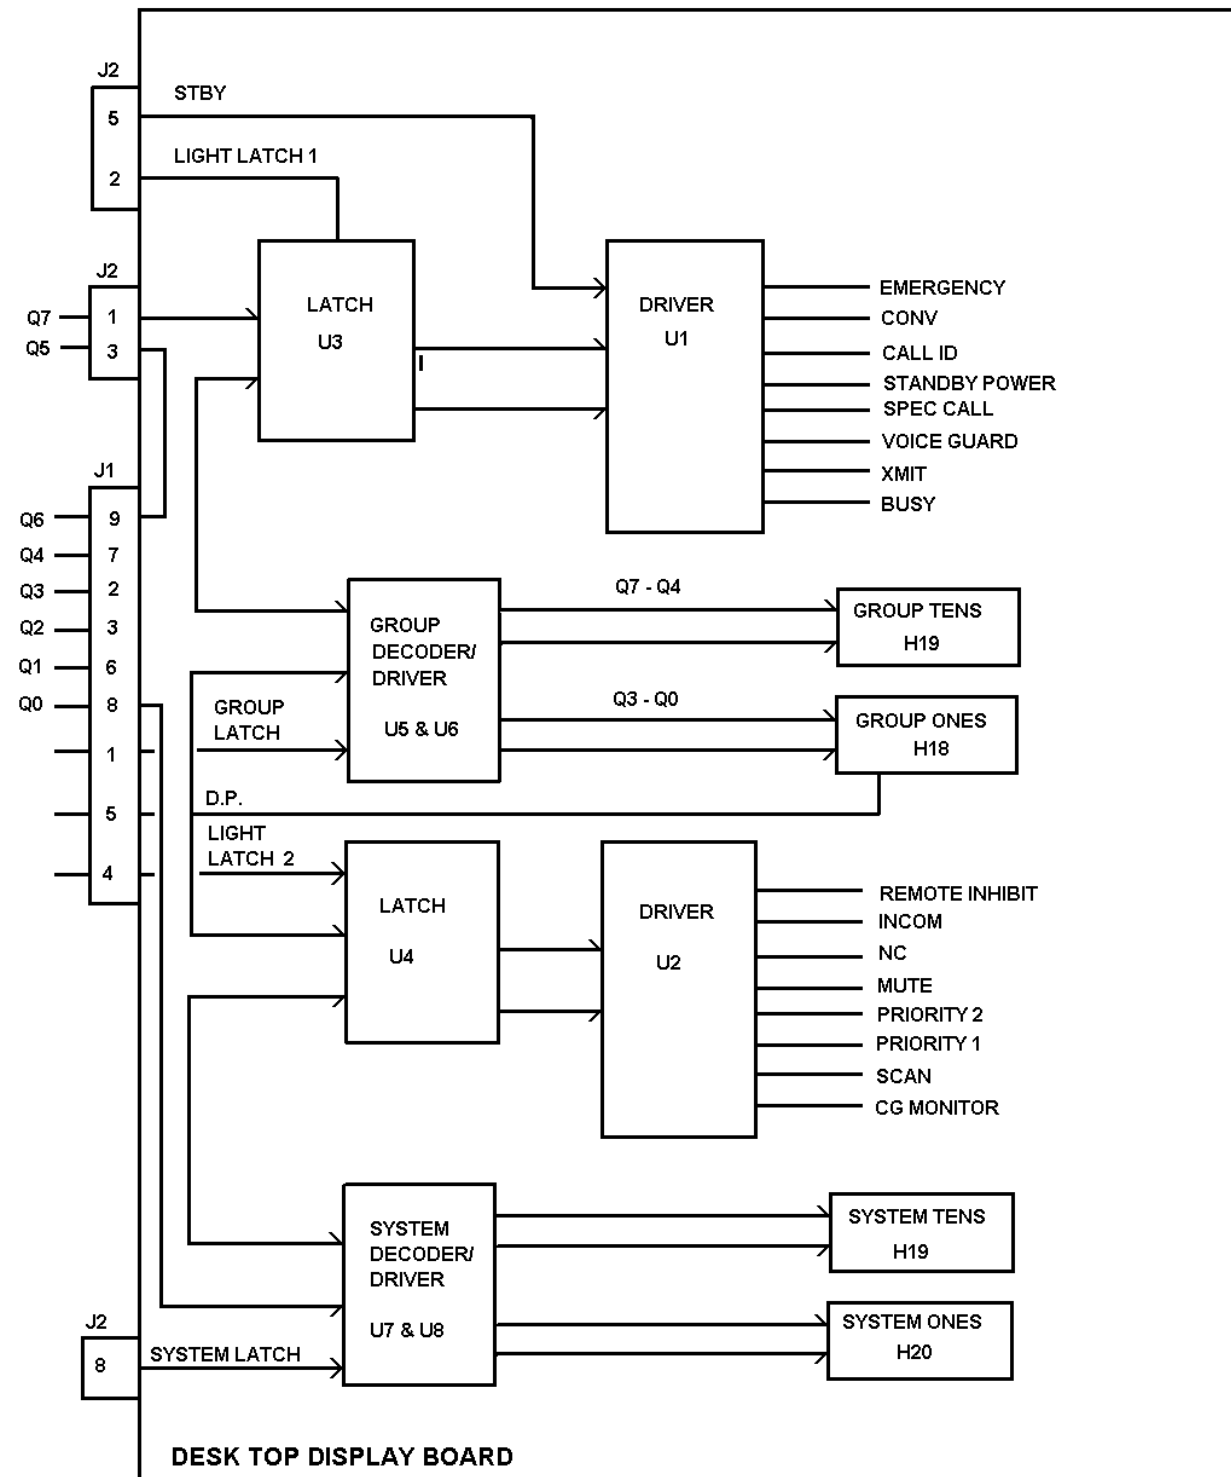 J2
5
STBY
2
LIGHT LATCH 1
J2
Q7
1
Q5
3
LATCH
U3
DRIVER
U1
EMERGENCY
CONV
CALL ID
STANDBY POWER
SPEC CALL
VOICE GUARD
XMIT
BUSY
J1
Q6
9
Q4
7
Q3
2
Q2
3
Q1
6
Q0
8
1
5
4
GROUP
DECODER/
DRIVER
U5 & U6
GROUP
LATCH
Q7 - Q4
GROUP TENS
H19
Q3 - Q0
GROUP ONES
H18
D.P.
LIGHT
LATCH 2
LATCH
U4
DRIVER
U2
REMOTE INHIBIT
INCOM
NC
MUTE
PRIORITY 2
PRIORITY 1
SCAN
CG MONITOR
SYSTEM
DECODER/
DRIVER
U7 & U8
SYSTEM TENS
H19
SYSTEM ONES
H20
J2
8
SYSTEM LATCH
DESK TOP DISPLAY BOARD